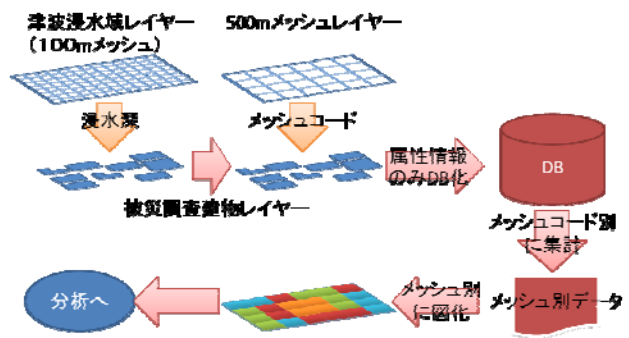 津波浸水域レイヤー
(100mメッシュ)
500mメッシュレイヤー
浸水深
メッシュコード
被災調査建物レイヤー
属性情報
のみDB化
DB
メッシュコード別
に集計
メッシュ別データ
メッシュ別
に図化
分析へ